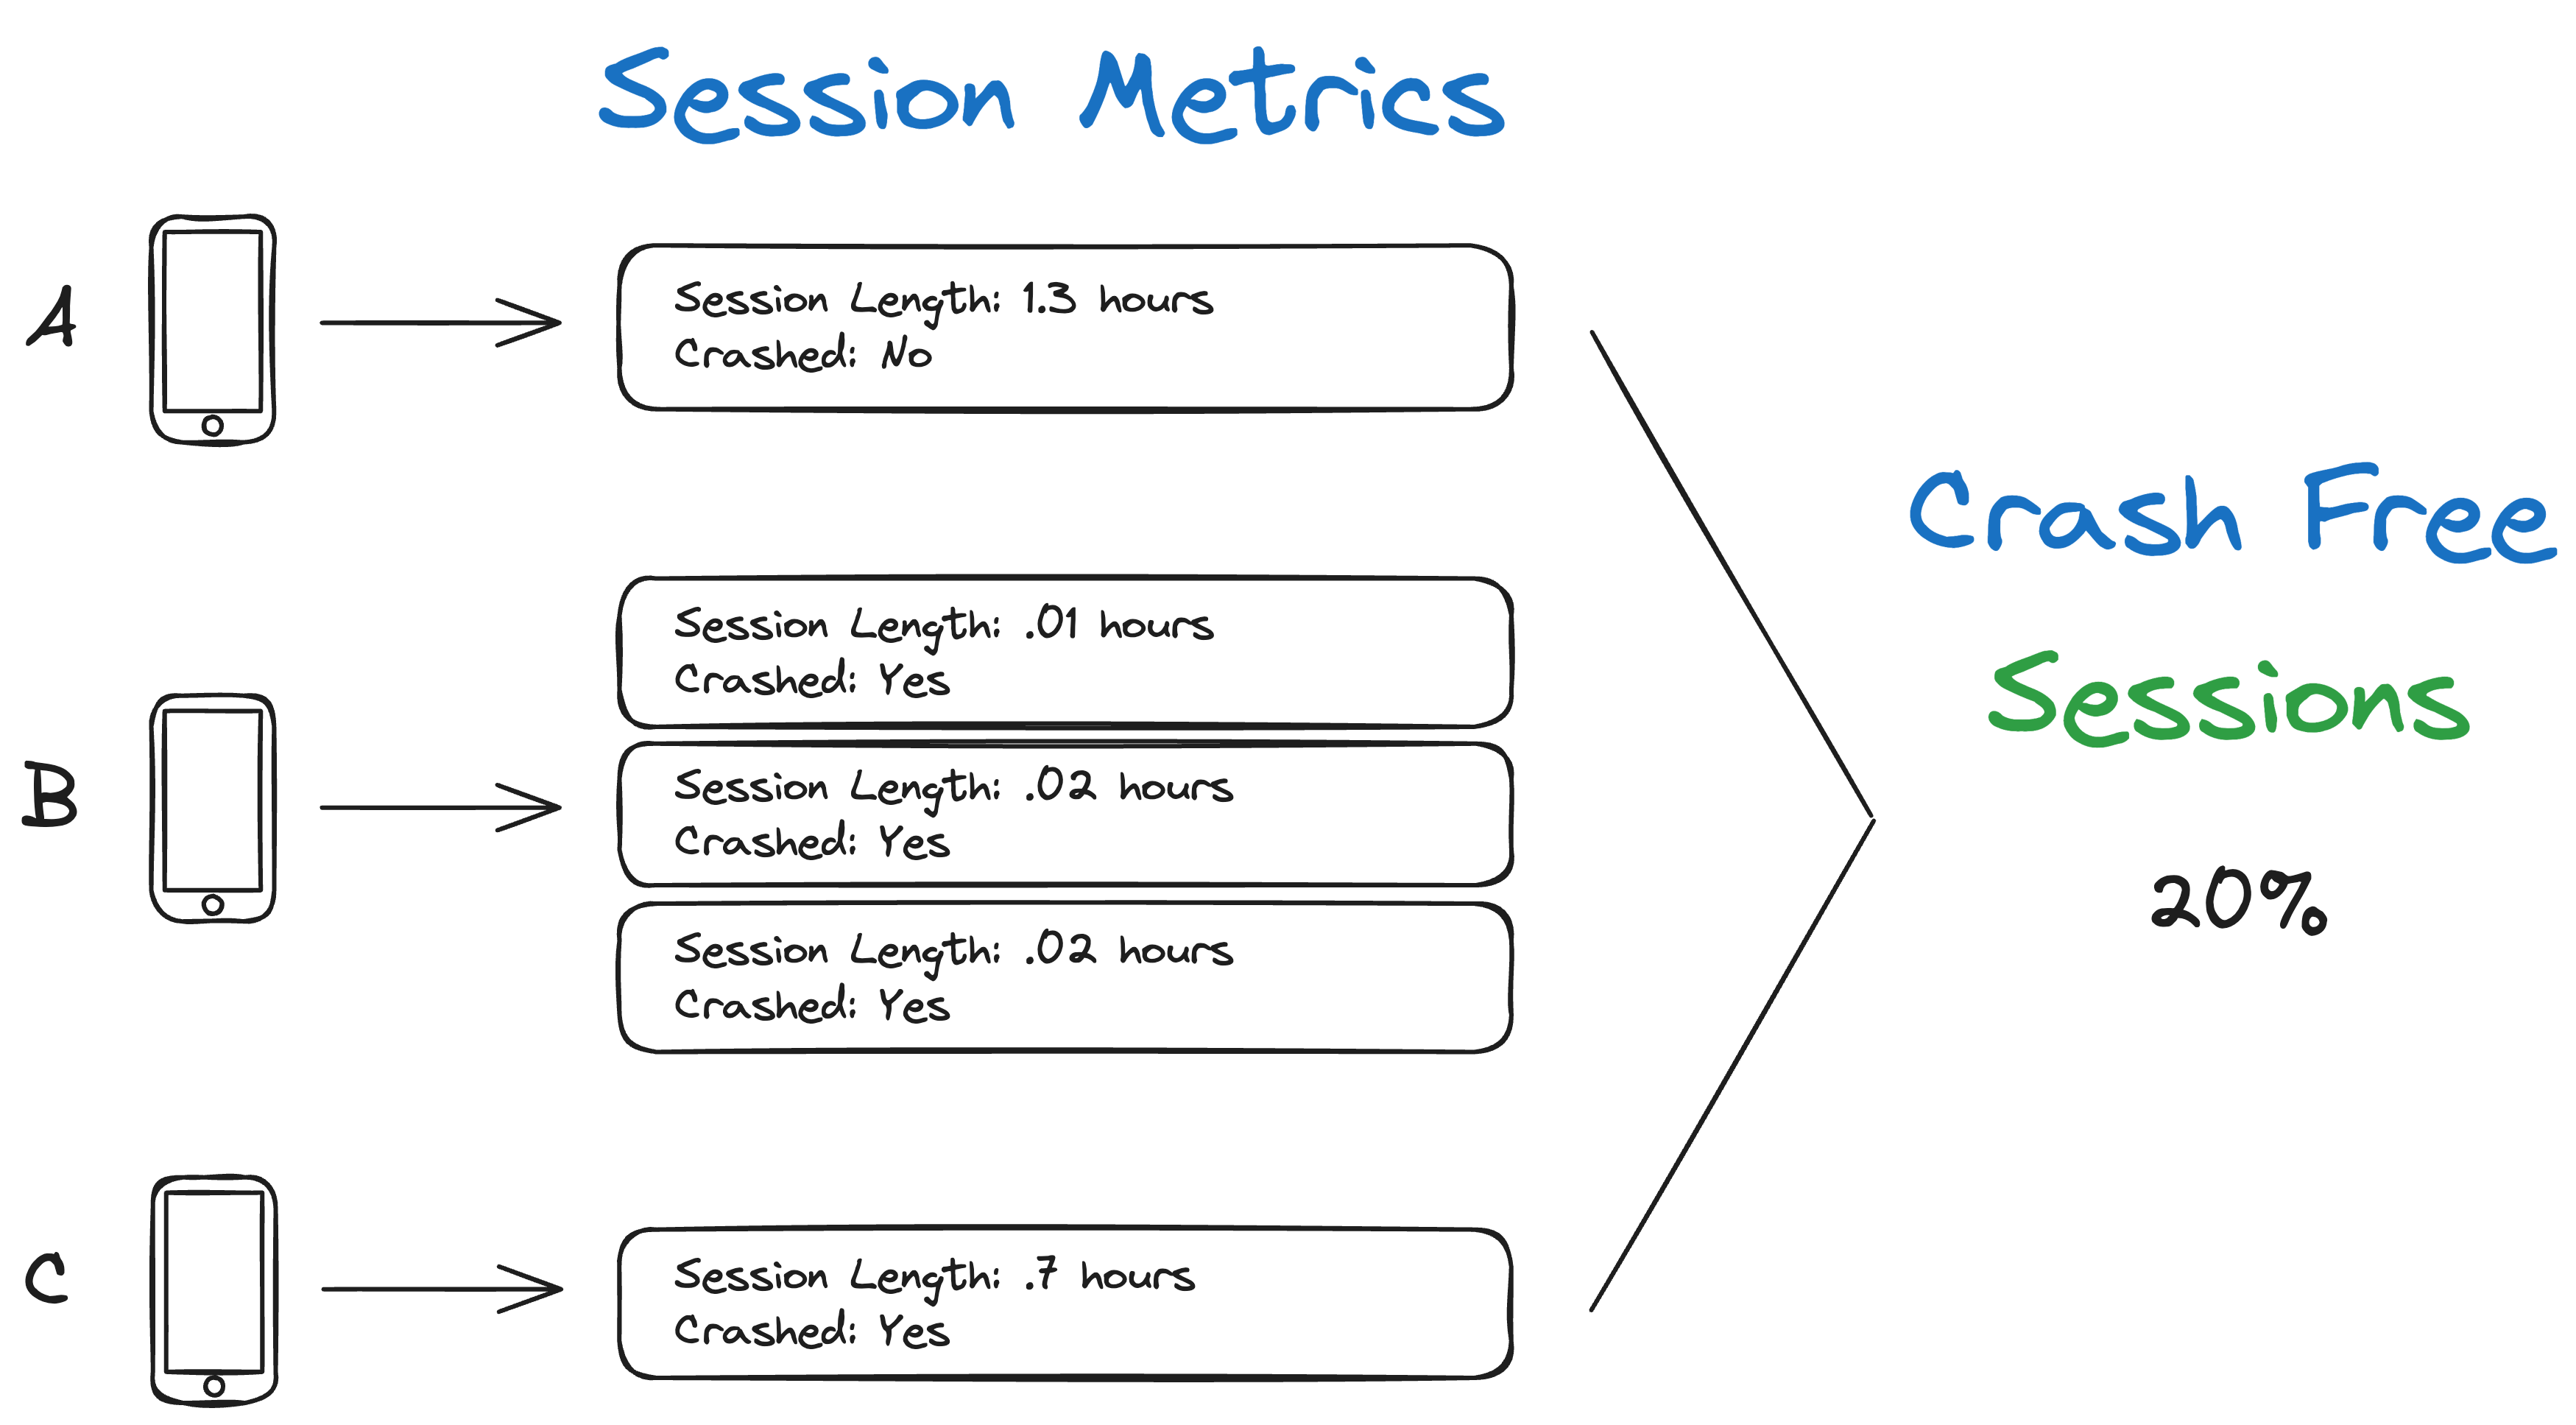 Session Metrics
A
Session Length: 1.3 hours
Crashed: No
B
Session Length: .01 hours
Crashed: Yes
Session Length: .02 hours
Crashed: Yes
Session Length: .02 hours
Crashed: Yes
C
Session Length: .7 hours
Crashed: Yes
Crash Free
Sessions
20%